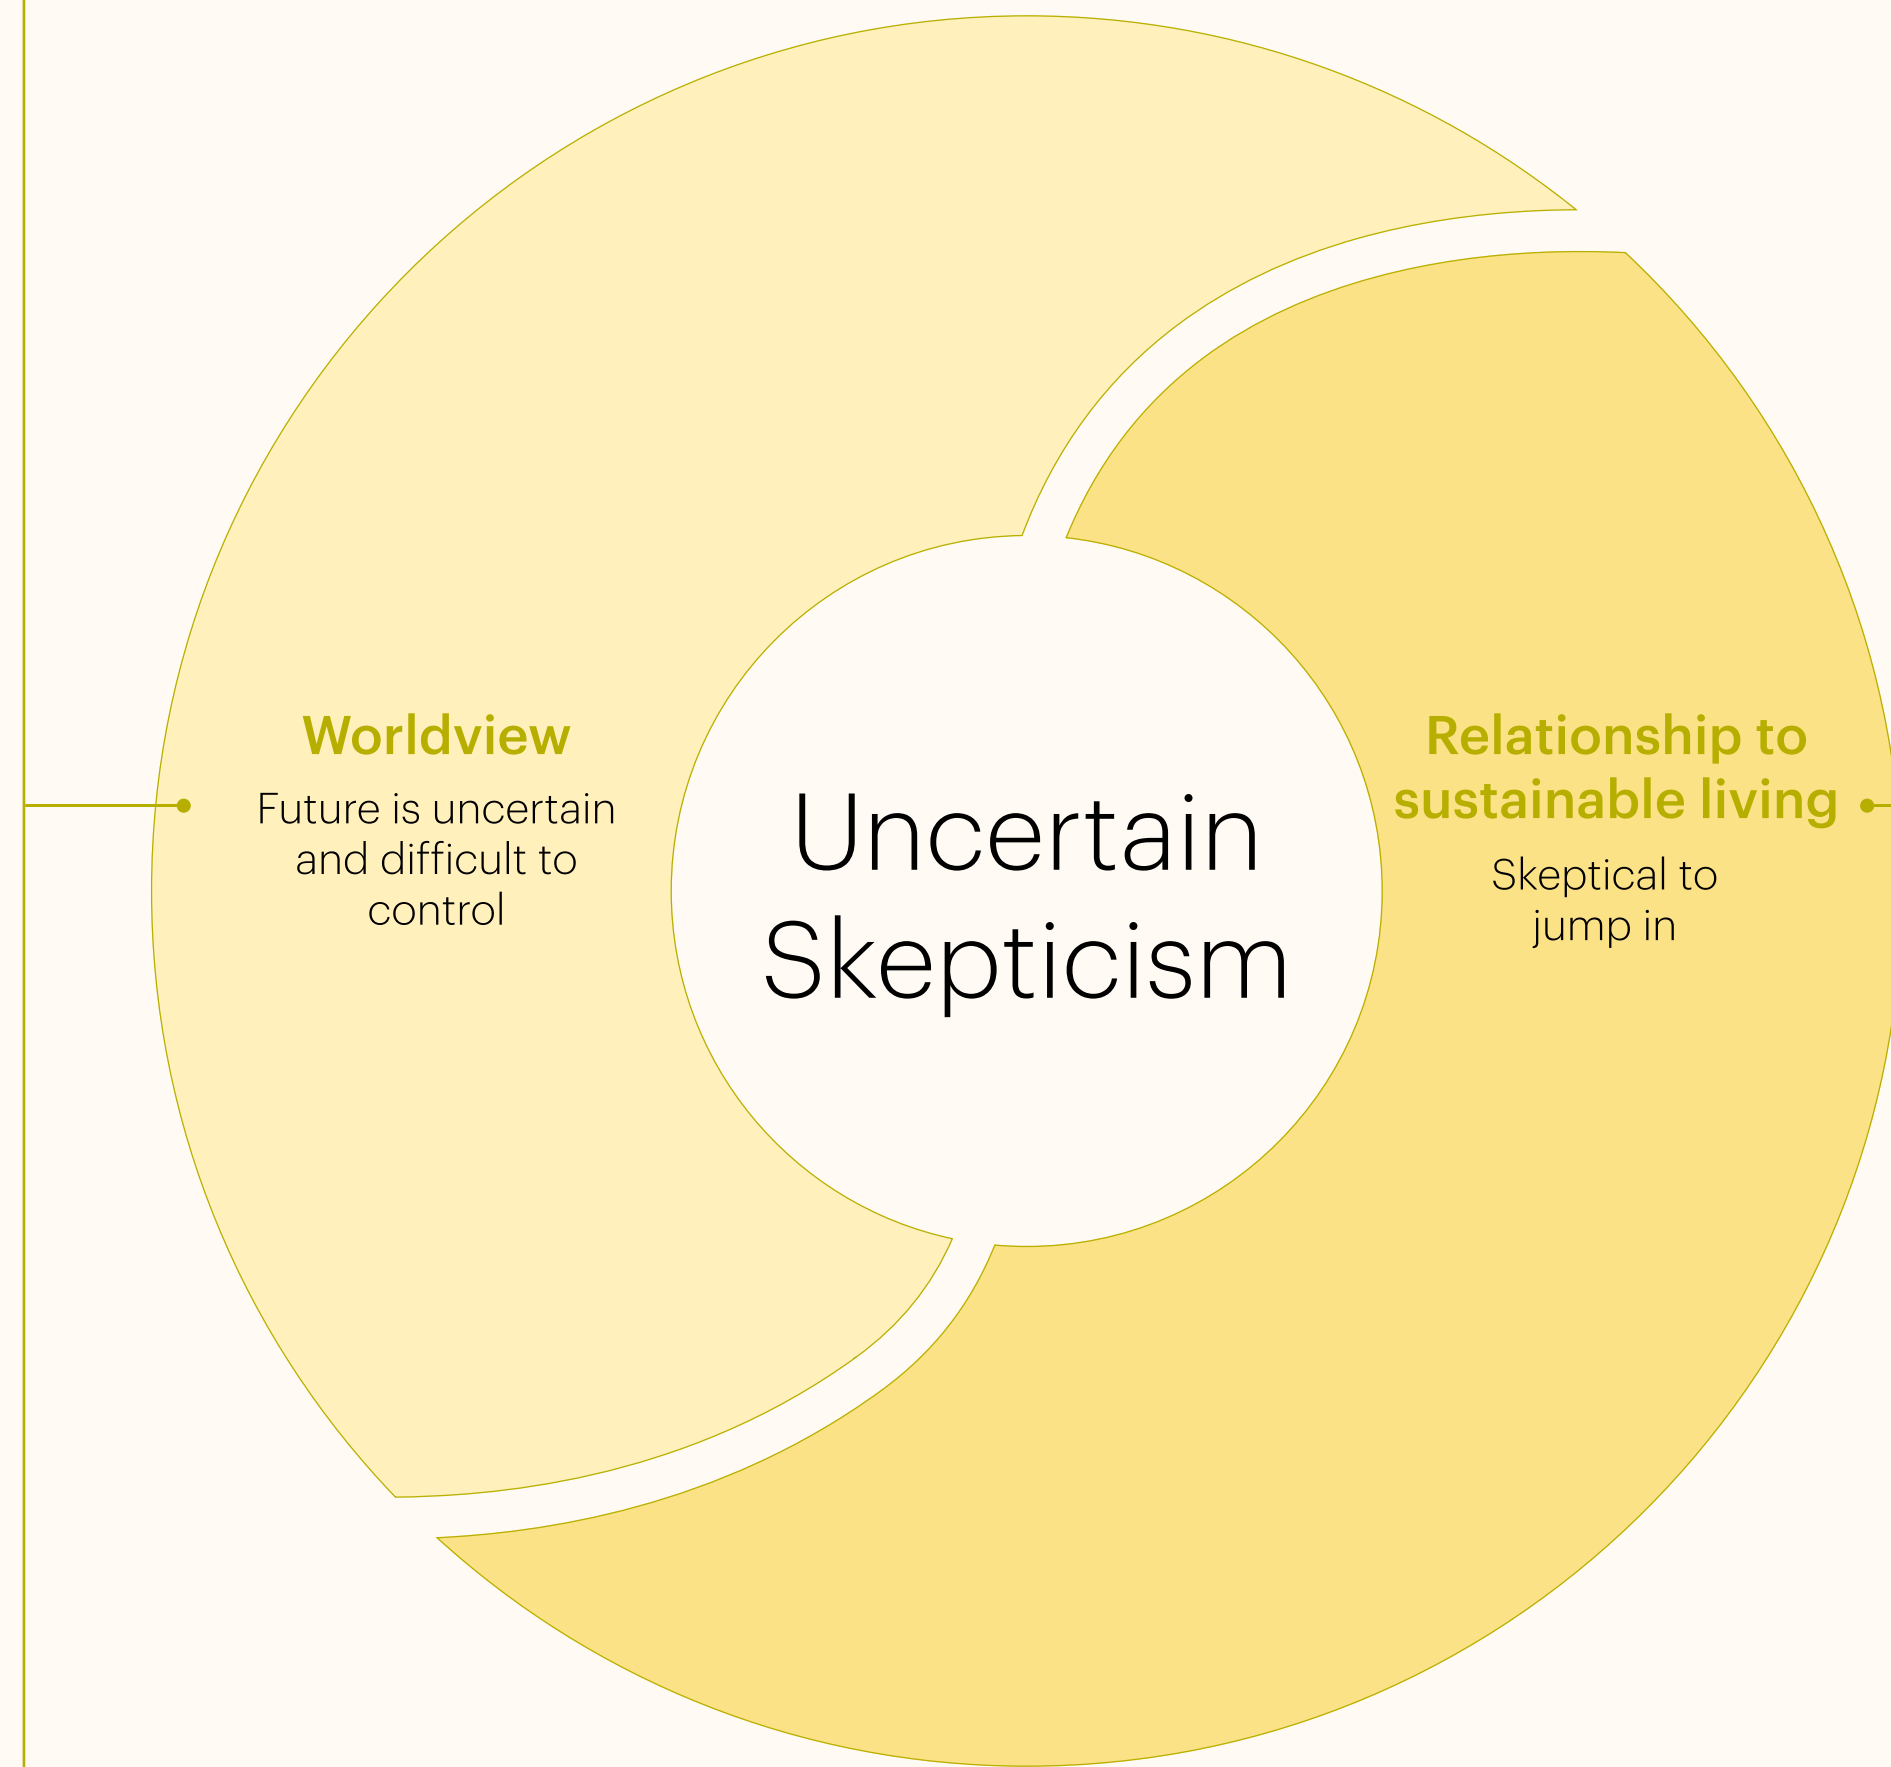 Worldview
Future is uncertain
and difficult to
control
Uncertain
Skepticism
Relationship to
sustainable living
Skeptical to
jump in